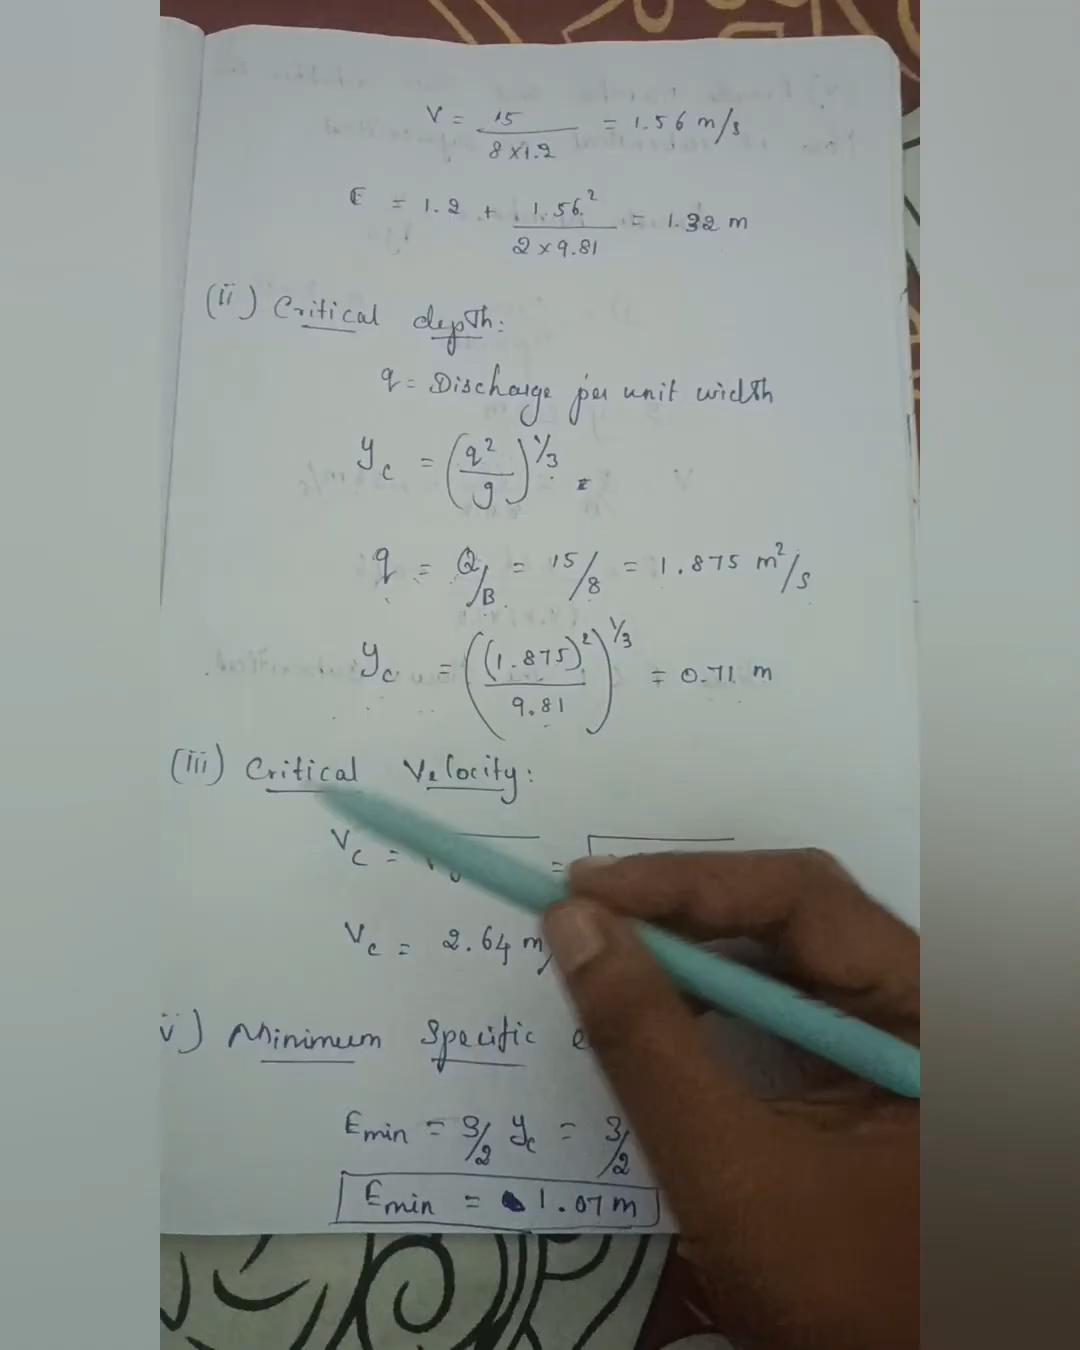 V = 15 / 8 × 1.2 = 1.56 m/s
E = 1.2 + 1.56² / 2 × 9.81 = 1.32 m
(ii) Critical depth:
q = Discharge per unit width
y_c = (q² / g)^1/3
q = Q/B = 15/8 = 1.875 m²/s
y_c = ((1.875)² / 9.81)^1/3 = 0.71 m
(iii) Critical Velocity:
V_c = √ =
V_c = 2.64 m
v) Minimum Specific
E_min = 3/2 y_c = 3/2
E_min = 1.07 m